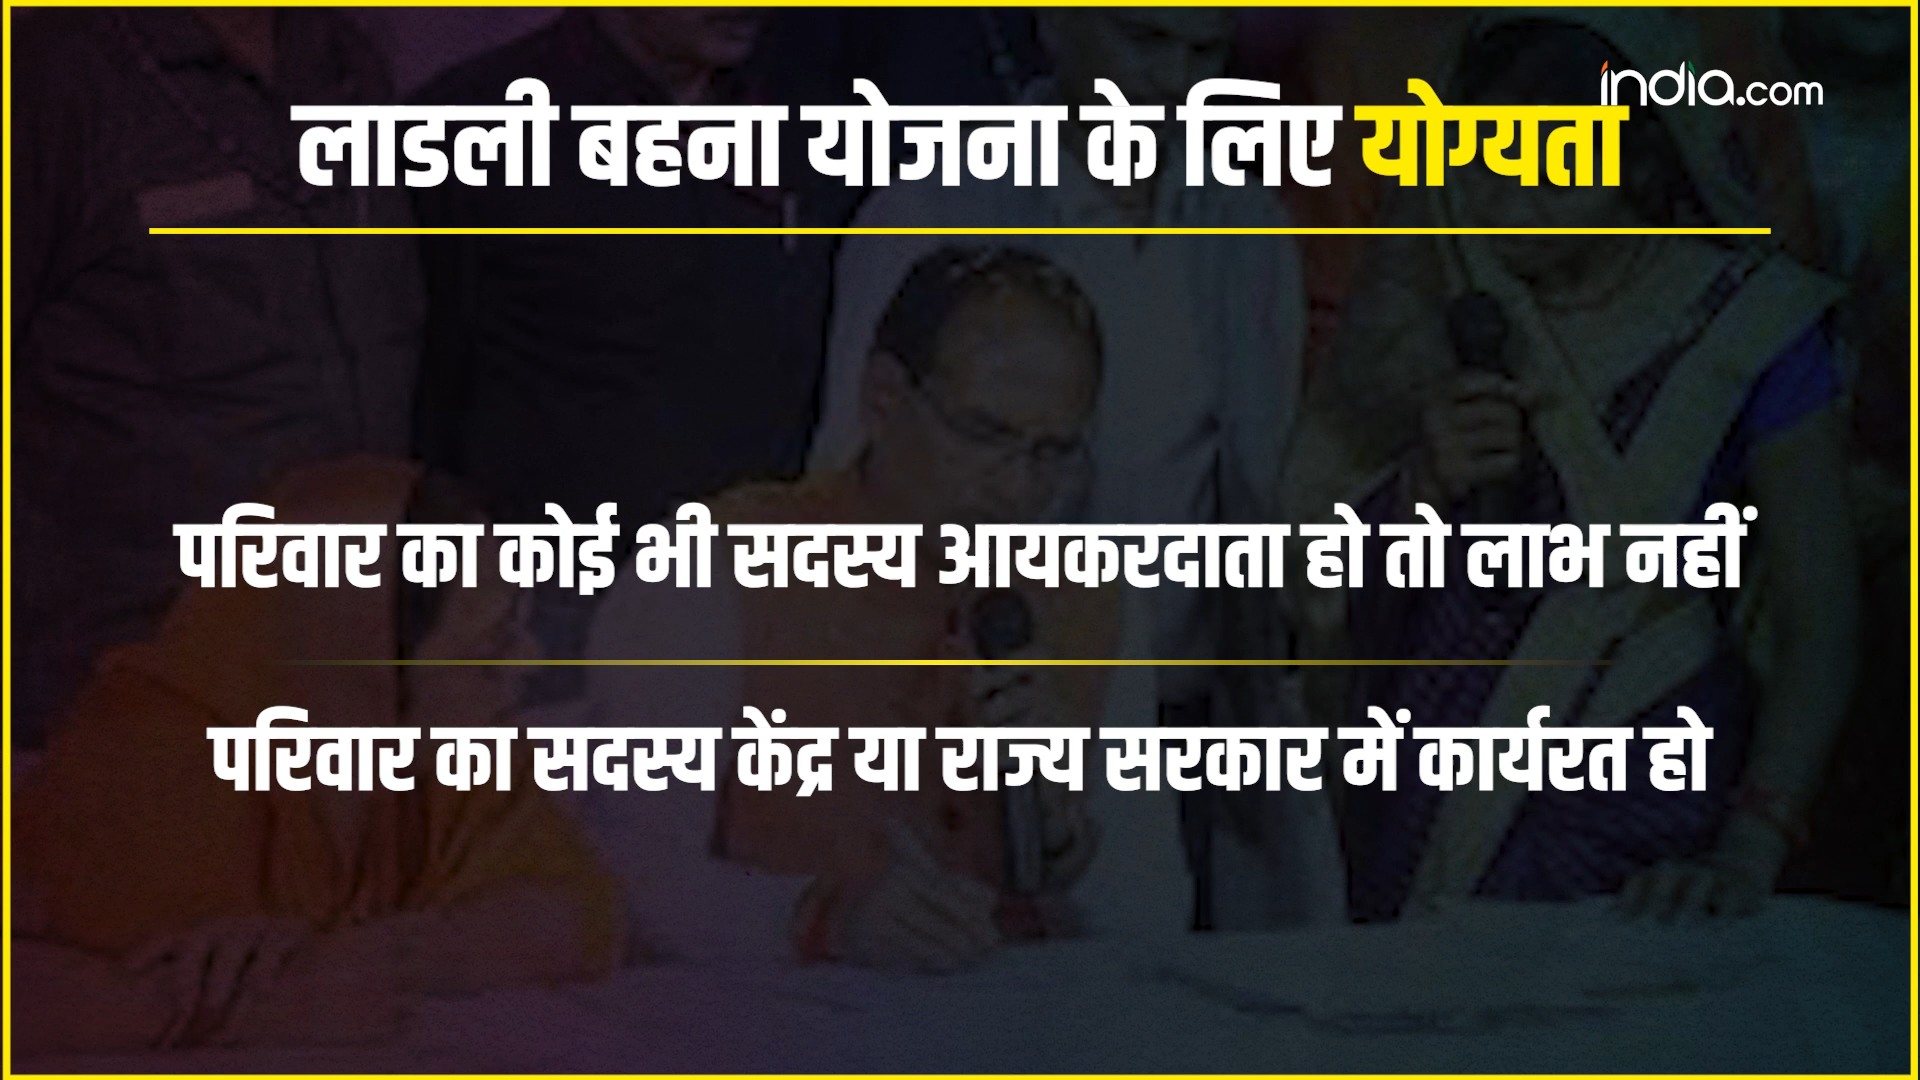 india.com
लाडली बहना योजना के लिए योग्यता
परिवार का कोई भी सदस्य आयकरदाता हो तो लाभ नहीं
परिवार का सदस्य केंद्र या राज्य सरकार में कार्यरत हो